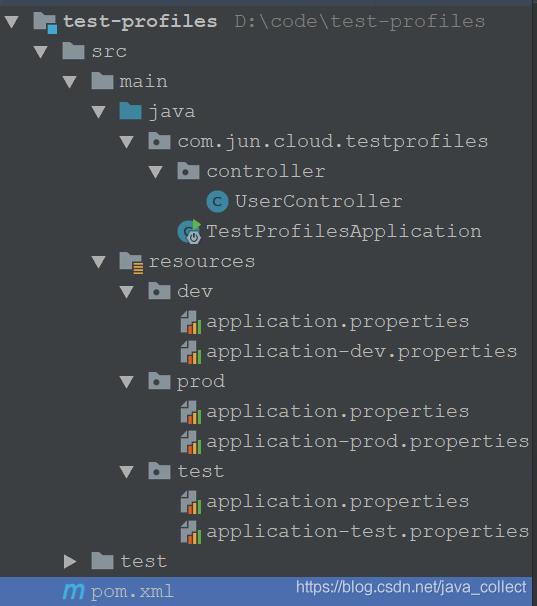 test-profiles D:\code\test-profiles
src
main
java
com.jun.cloud.testprofiles
controller
UserController
TestProfilesApplication
resources
dev
application.properties
application-dev.properties
prod
application.properties
application-prod.properties
test
application.properties
application-test.properties
test
pom.xml https://blog.csdn.net/java_collect